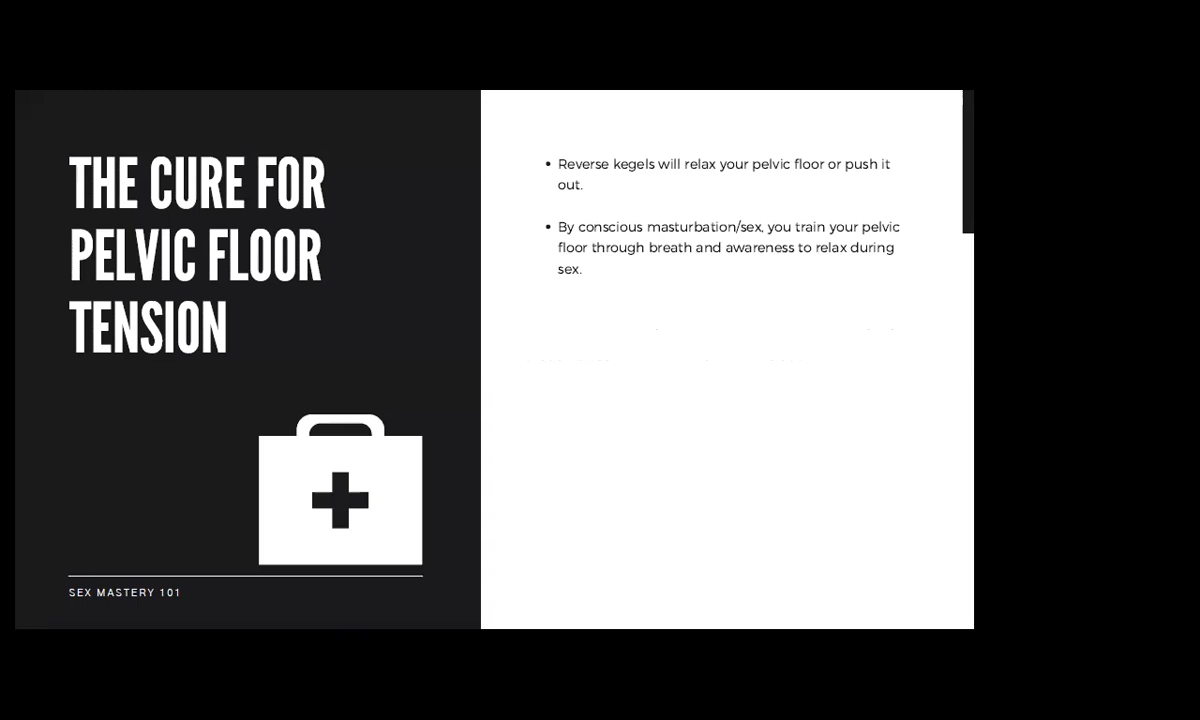 THE CURE FOR
PELVIC FLOOR
TENSION
SEX MASTERY 101
• Reverse kegels will relax your pelvic floor or push it
out.
• By conscious masturbation/sex, you train your pelvic
floor through breath and awareness to relax during
sex.